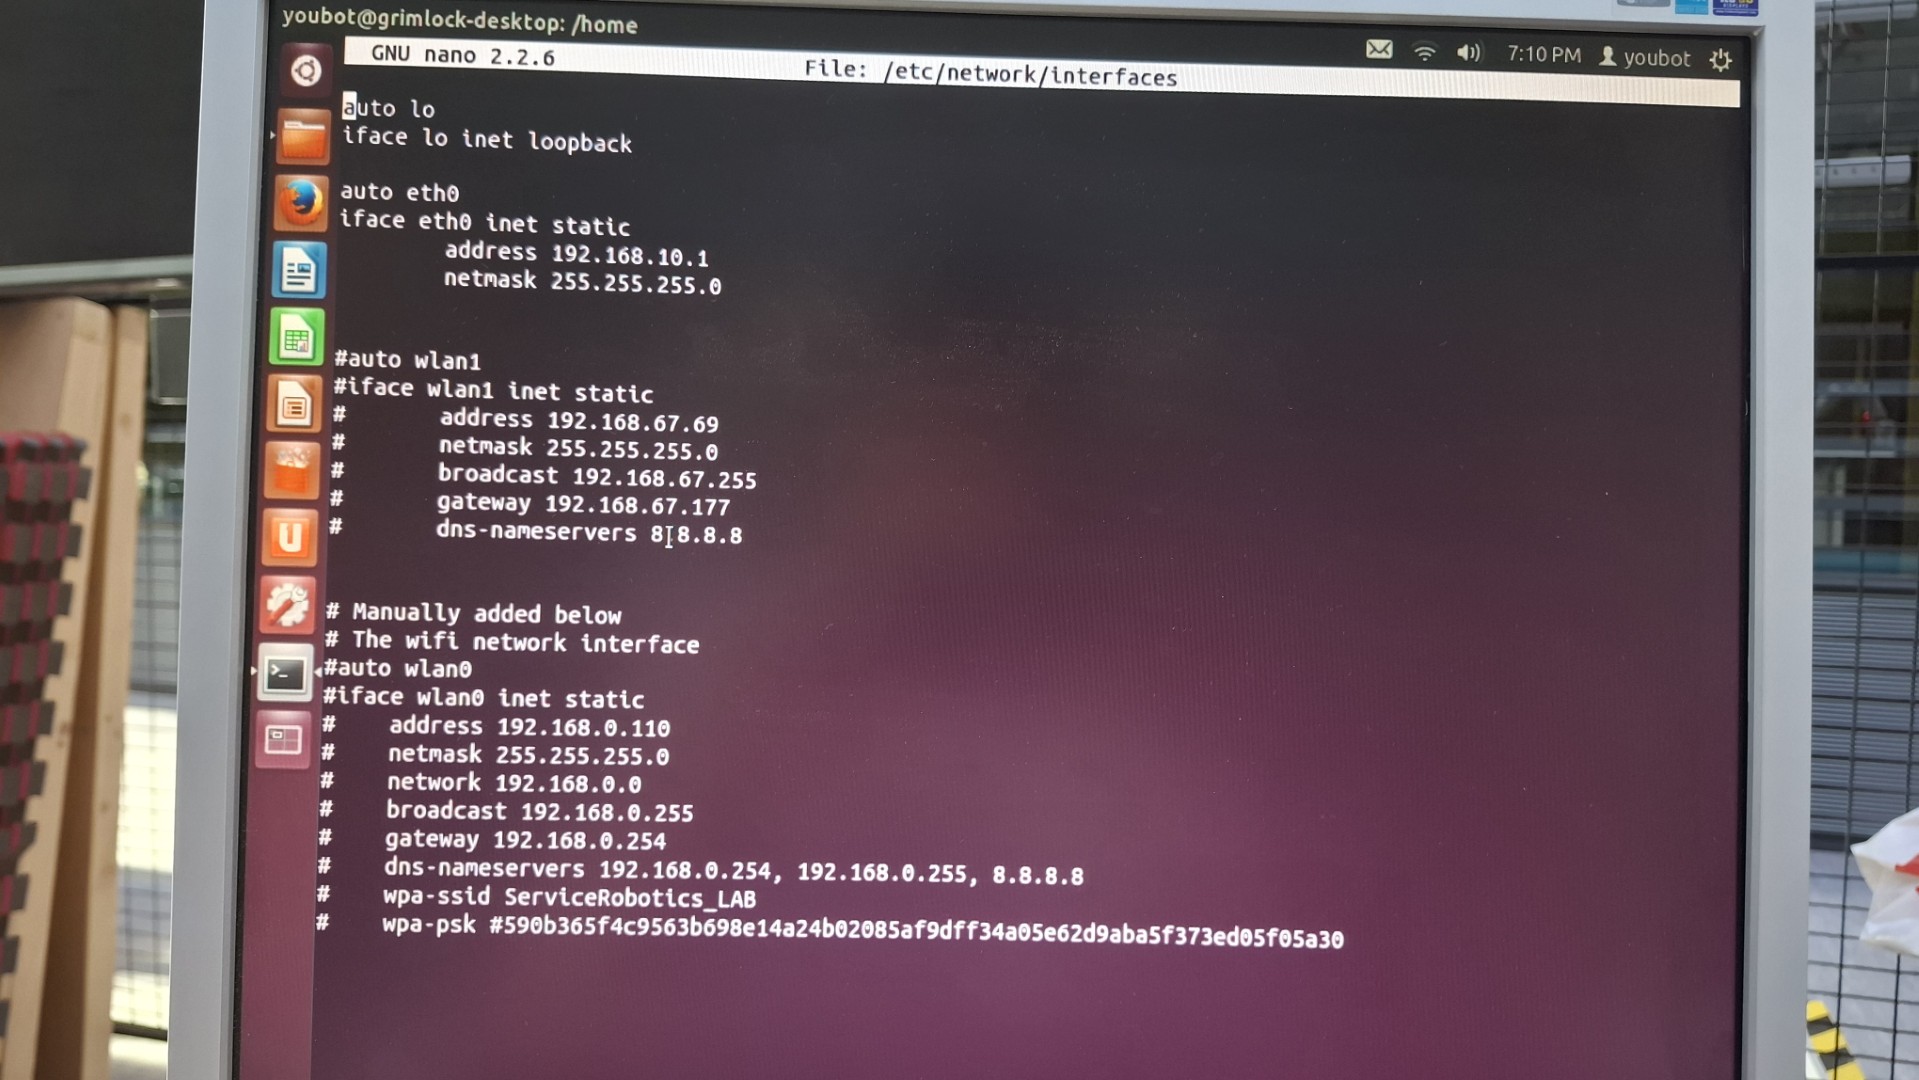 youbot@grimlock-desktop: /home
7:10 PM youbot
GNU nano 2.2.6 File: /etc/network/interfaces
auto lo
iface lo inet loopback
auto eth0
iface eth0 inet static
address 192.168.10.1
netmask 255.255.255.0
#auto wlan1
#iface wlan1 inet static
# address 192.168.67.69
# netmask 255.255.255.0
# broadcast 192.168.67.255
# gateway 192.168.67.177
# dns-nameservers 8.8.8.8
# Manually added below
# The wifi network interface
#auto wlan0
#iface wlan0 inet static
# address 192.168.0.110
# netmask 255.255.255.0
# network 192.168.0.0
# broadcast 192.168.0.255
# gateway 192.168.0.254
# dns-nameservers 192.168.0.254, 192.168.0.255, 8.8.8.8
# wpa-ssid ServiceRobotics_LAB
# wpa-psk #590b365f4c9563b698e14a24b02085af9dff34a05e62d9aba5f373ed05f05a30